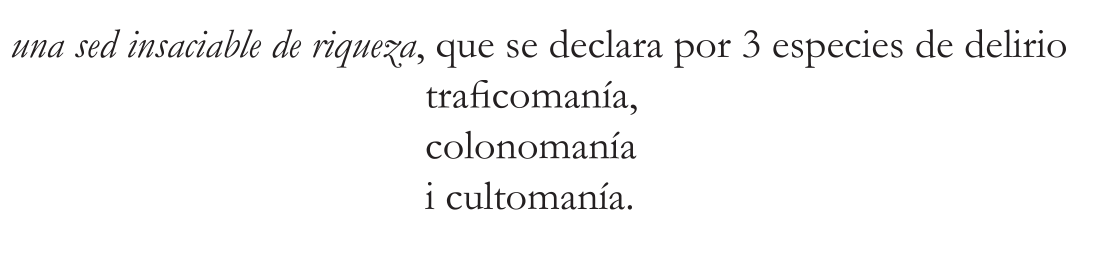 una sed insaciable de riqueza, que se declara por 3 especies de delirio
traficomanía,
colonomanía
i cultomanía.